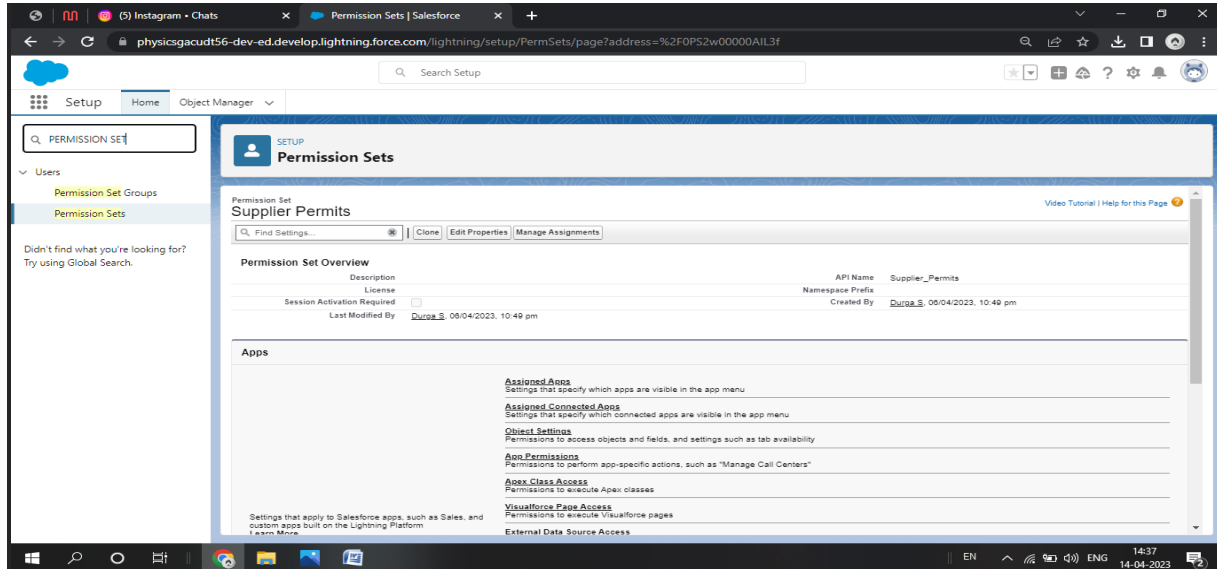 (5) Instagram • Chats
Permission Sets | Salesforce
physicsgacudt56-dev-ed.develop.lightning.force.com/lightning/setup/PermSets/page?address=%2F0PS2w00000AIL3f
Search Setup
Setup
Home
Object Manager
PERMISSION SET
Users
Permission Set Groups
Permission Sets
Didn't find what you're looking for?
Try using Global Search.
SETUP
Permission Sets
Permission Set
Supplier Permits
Video Tutorial | Help for this Page
Find Settings...
Clone
Edit Properties
Manage Assignments
Permission Set Overview
Description
API Name Supplier_Permits
License
Namespace Prefix
Session Activation Required
Created By Durga S, 06/04/2023, 10:49 pm
Last Modified By Durga S, 06/04/2023, 10:49 pm
Apps
Assigned Apps
Settings that specify which apps are visible in the app menu
Assigned Connected Apps
Settings that specify which connected apps are visible in the app menu
Object Settings
Permissions to access objects and fields, and settings such as tab availability
App Permissions
Permissions to perform app-specific actions, such as "Manage Call Centers"
Apex Class Access
Permissions to execute Apex classes
Visualforce Page Access
Permissions to execute Visualforce pages
Settings that apply to Salesforce apps, such as Sales, and
custom apps built on the Lightning Platform
Learn More
External Data Source Access
EN
ENG
14:37
14-04-2023
2